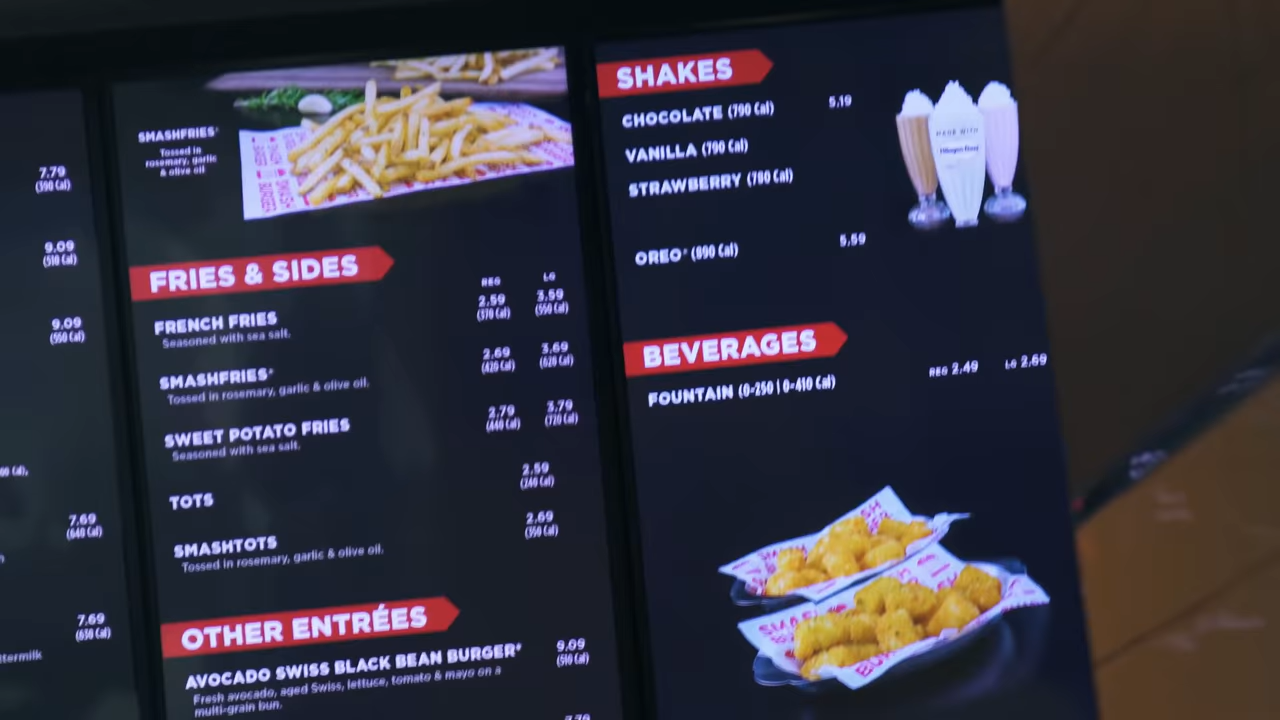 7.79
(390 Cal)
9.09
(510 Cal)
9.09
(550 Cal)
7.69
(640 Cal)
7.69
(630 Cal)
SMASHFRIES®
Tossed in
rosemary, garlic
& olive oil
FRIES & SIDES
REG LG
FRENCH FRIES 2.59 3.59
Seasoned with sea salt. (370 Cal) (550 Cal)
SMASHFRIES® 2.69 3.69
Tossed in rosemary, garlic & olive oil. (420 Cal) (620 Cal)
SWEET POTATO FRIES 2.79 3.79
Seasoned with sea salt. (440 Cal) (720 Cal)
TOTS 2.59
(240 Cal)
SMASHTOTS 2.69
Tossed in rosemary, garlic & olive oil. (350 Cal)
OTHER ENTRÉES
AVOCADO SWISS BLACK BEAN BURGER® 9.09
Fresh avocado, aged Swiss, lettuce, tomato & mayo on a (510 Cal)
multi-grain bun.
SHAKES
CHOCOLATE (790 Cal) 5.19
VANILLA (790 Cal)
STRAWBERRY (790 Cal)
OREO® (890 Cal) 5.59
MADE WITH
Häagen-Dazs
BEVERAGES
FOUNTAIN (0-250 | 0-410 Cal) REG 2.49 LG 2.69